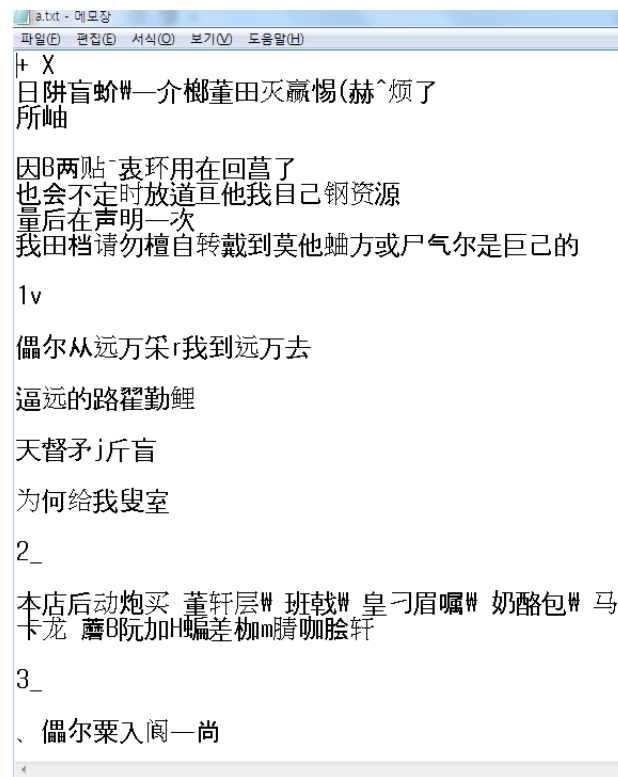 a.txt - 메모장
파일(F) 편집(E) 서식(O) 보기(V) 도움말(H)
+ X
日阱盲蚧₩—介榔董田灭赢惕(赫^烦了
所岫
因B两贴¯衷环用在回菖了
也会不定时放道亘他我自己钢资源
量后在声明—次
我田档请勿檀自转戴到莫他蛐方或尸气尔是巨己的
1v
儡尔从远万采r我到远万去
逼远的路翟勤鲤
天督矛j斤盲
为何给我叟室
2_
本店后动炮买 董轩层₩ 班戟₩ 皇刁眉嘱₩ 奶酪包₩ 马
卡龙 蘑B阮加H蝙差枷m腈咖脍轩
3_
、儡尔粟入阆—尚